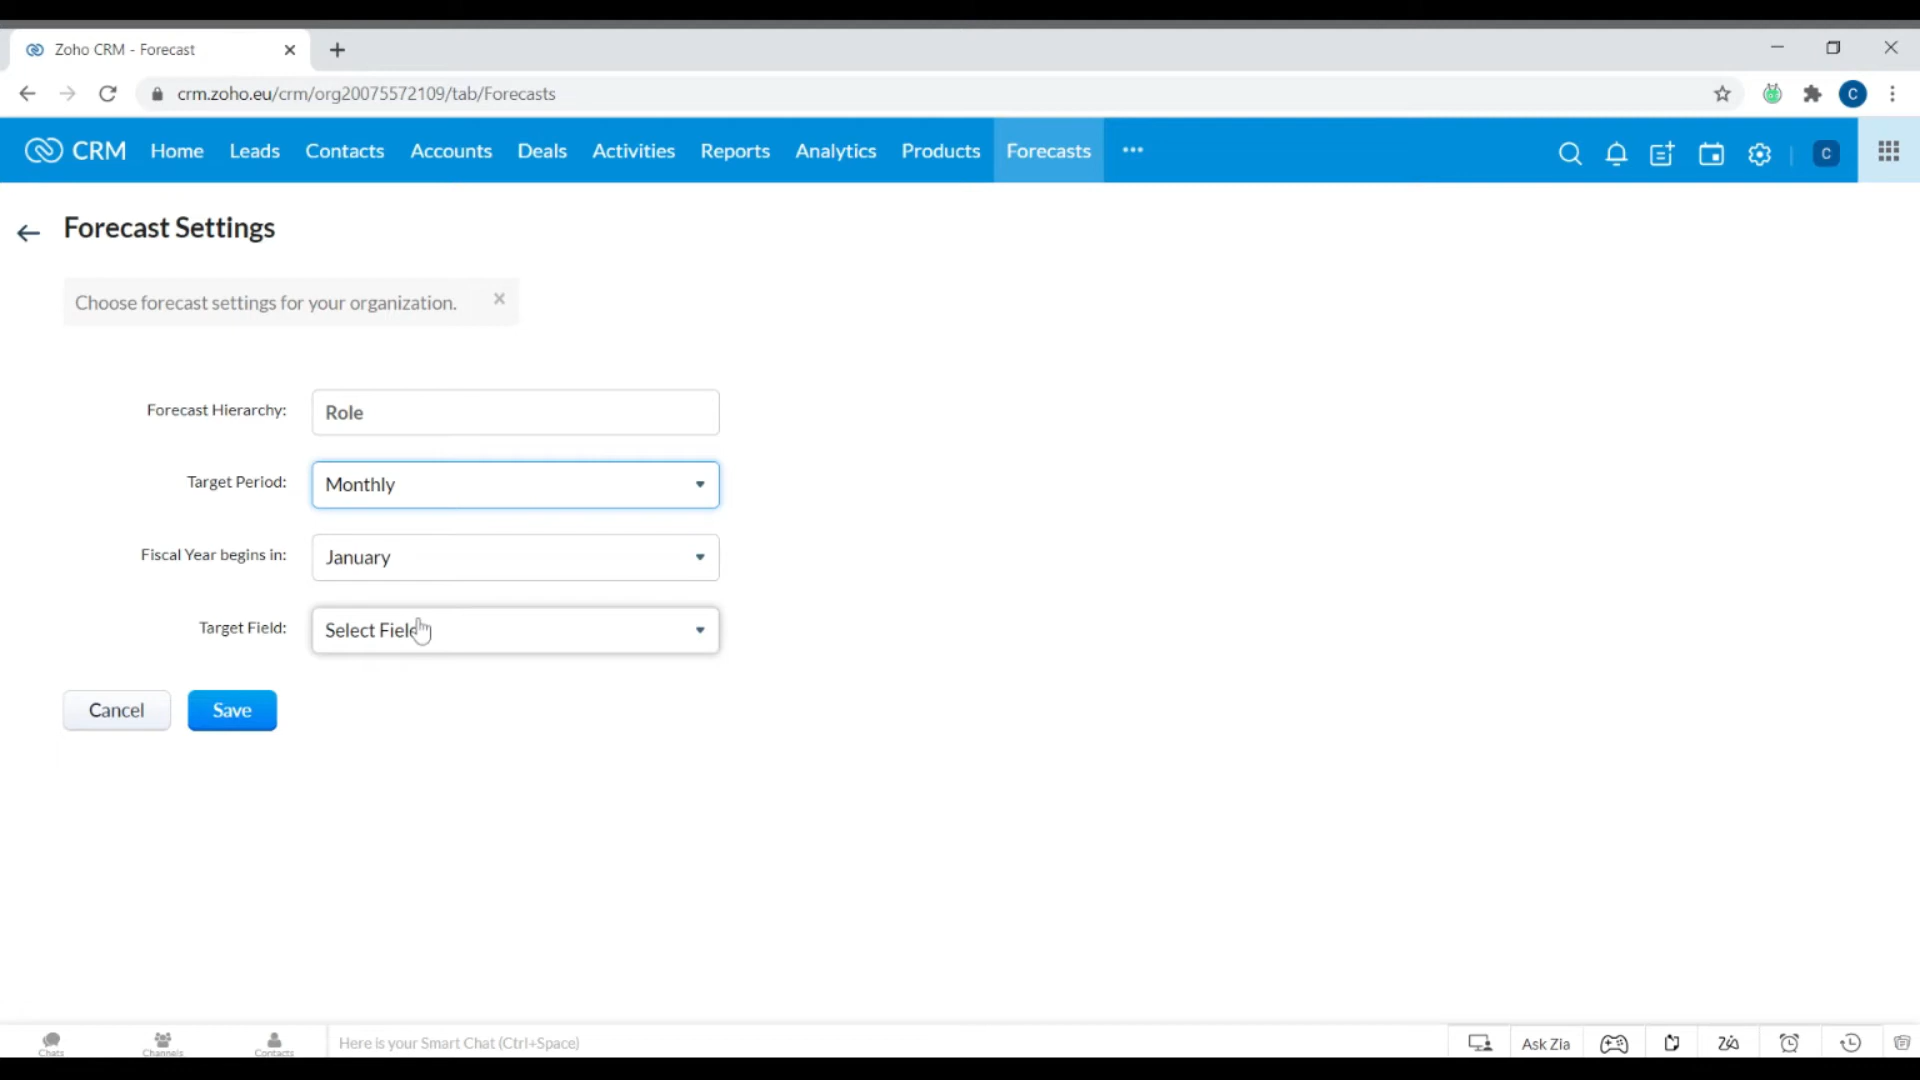 Zoho CRM - Forecast
crm.zoho.eu/crm/org20075572109/tab/Forecasts
C
CRM Home Leads Contacts Accounts Deals Activities Reports Analytics Products Forecasts
C
Forecast Settings
Choose forecast settings for your organization.
Forecast Hierarchy: Role
Target Period: Monthly
Fiscal Year begins in: January
Target Field: Select Field
Cancel Save
Chats Channels Contacts Here is your Smart Chat (Ctrl+Space) Ask Zia